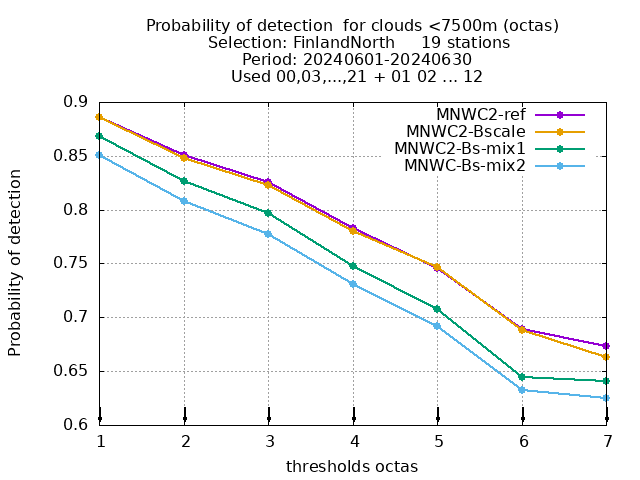 Probability of detection  for clouds <7500m (octas)
Selection: FinlandNorth     19 stations
Period: 20240601-20240630
Used 00,03,...,21 + 01 02 ... 12
MNWC2-ref
MNWC2-Bscale
MNWC2-Bs-mix1
MNWC-Bs-mix2
Probability of detection
0.9
0.85
0.8
0.75
0.7
0.65
0.6
1 2 3 4 5 6 7
thresholds octas